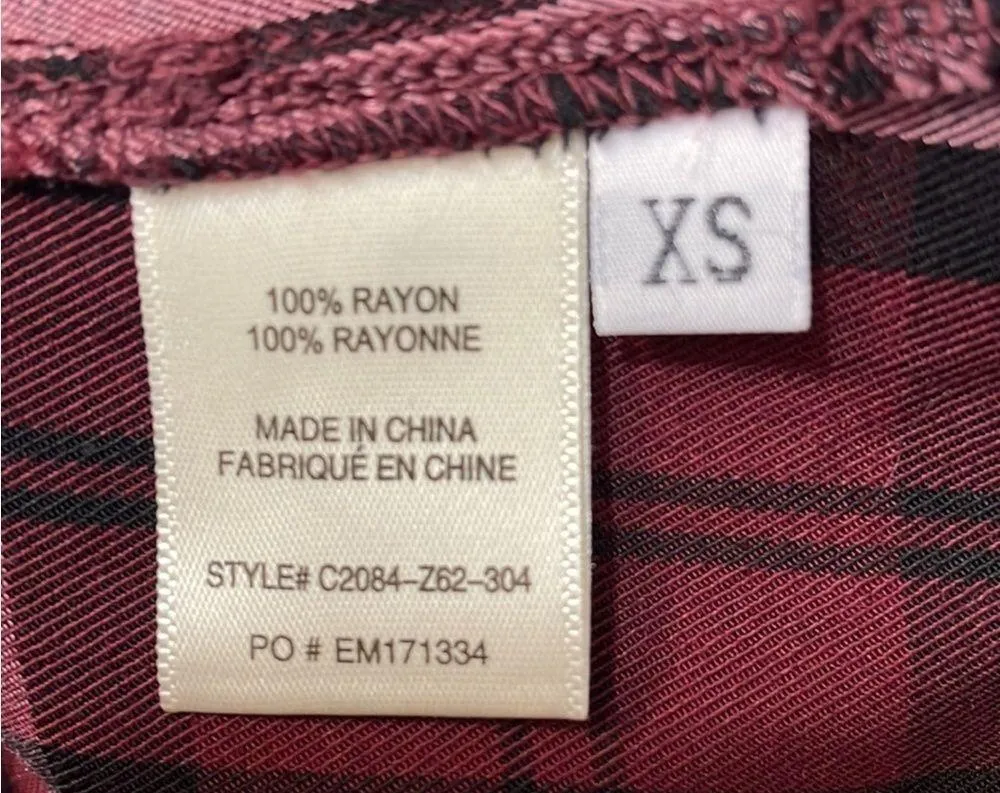 100% RAYON
100% RAYONNE
MADE IN CHINA
FABRIQUÉ EN CHINE
STYLE# C2084-Z62-304
PO # EM171334
XS